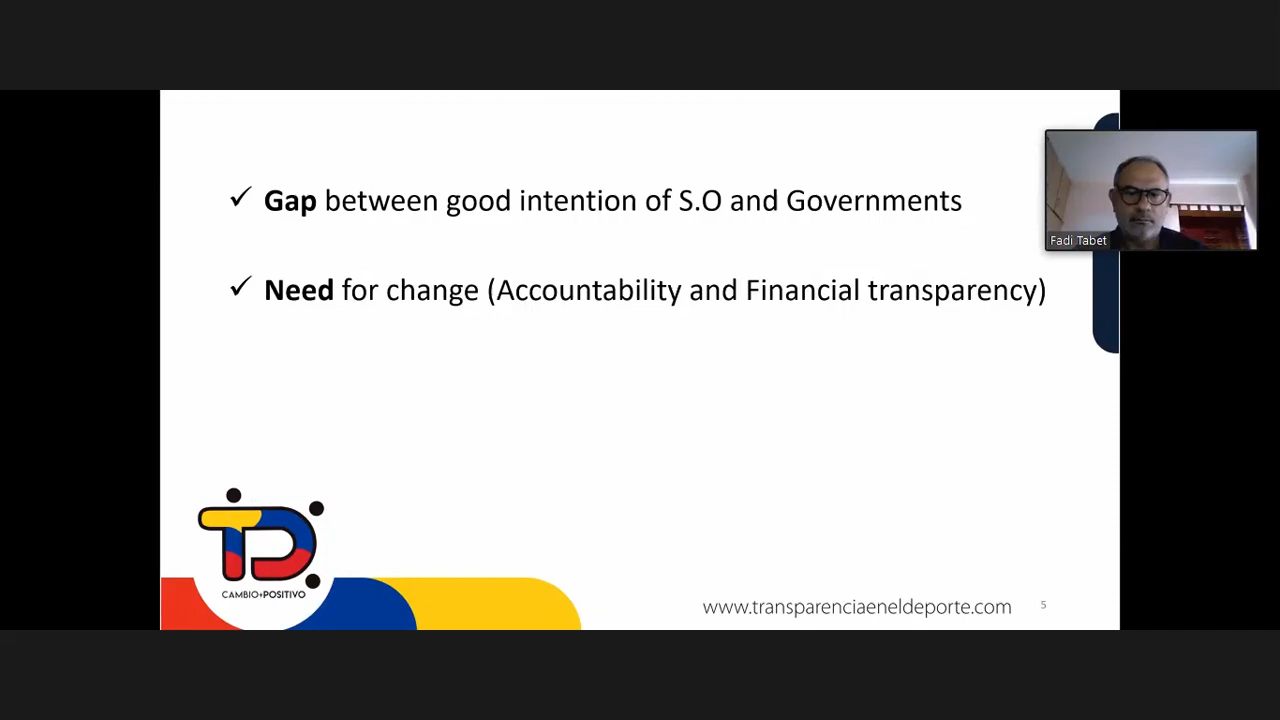 ✓ Gap between good intention of S.O and Governments
Fadi Tabet
✓ Need for change (Accountability and Financial transparency)
TD
CAMBIO+POSITIVO
www.transparenciaeneldeporte.com
5